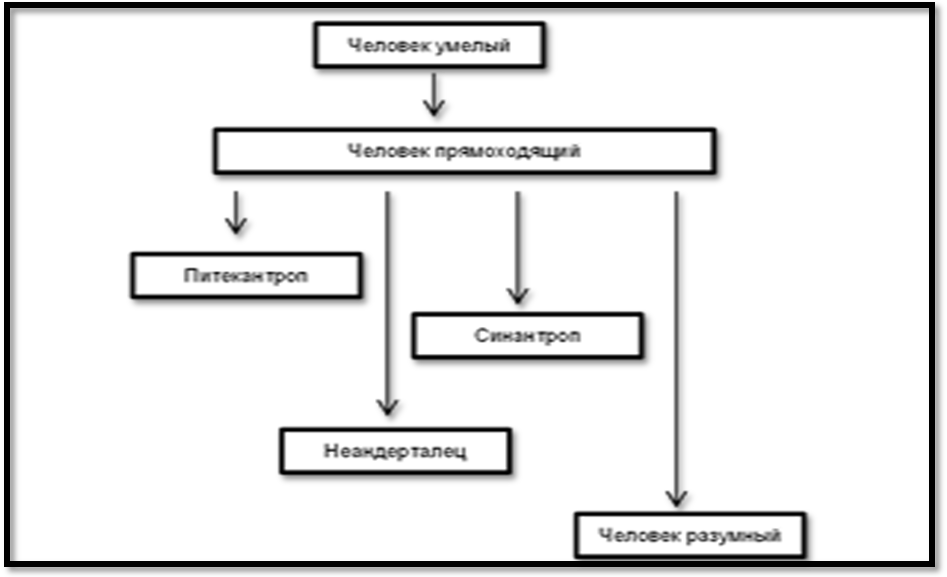 Человек умелый
Человек прямоходящий
Питекантроп
Синантроп
Неандерталец
Человек разумный